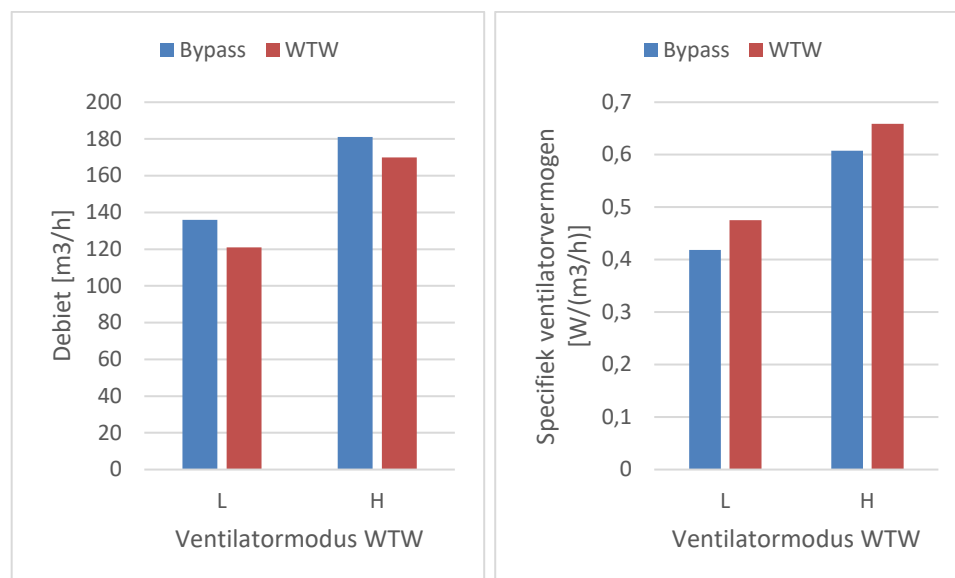 Bypass WTW
Debiet [m3/h]
200
180
160
140
120
100
80
60
40
20
0
L H
Ventilatormodus WTW
Bypass WTW
Specifiek ventilatorvermogen
[W/(m3/h)]
0,7
0,6
0,5
0,4
0,3
0,2
0,1
0
L H
Ventilatormodus WTW